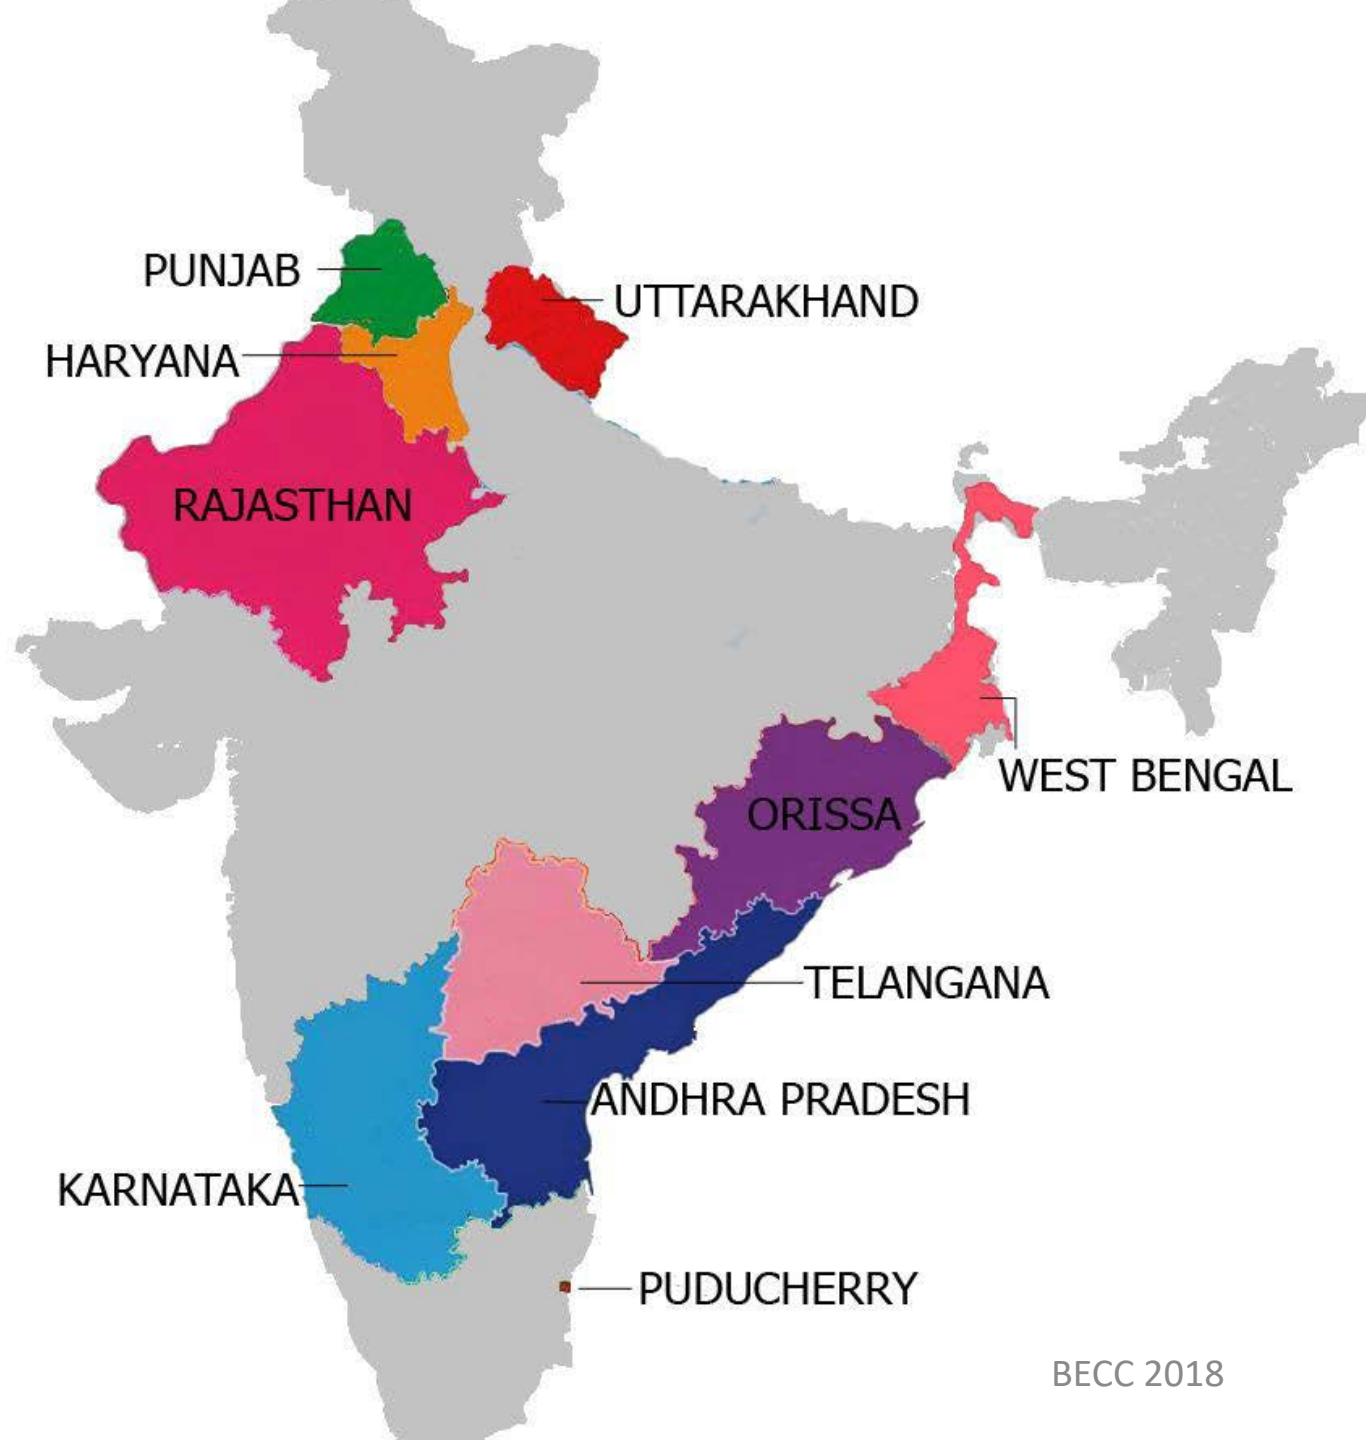 PUNJAB
UTTARAKHAND
HARYANA
RAJASTHAN
WEST BENGAL
ORISSA
TELANGANA
ANDHRA PRADESH
KARNATAKA
PUDUCHERRY
BECC 2018